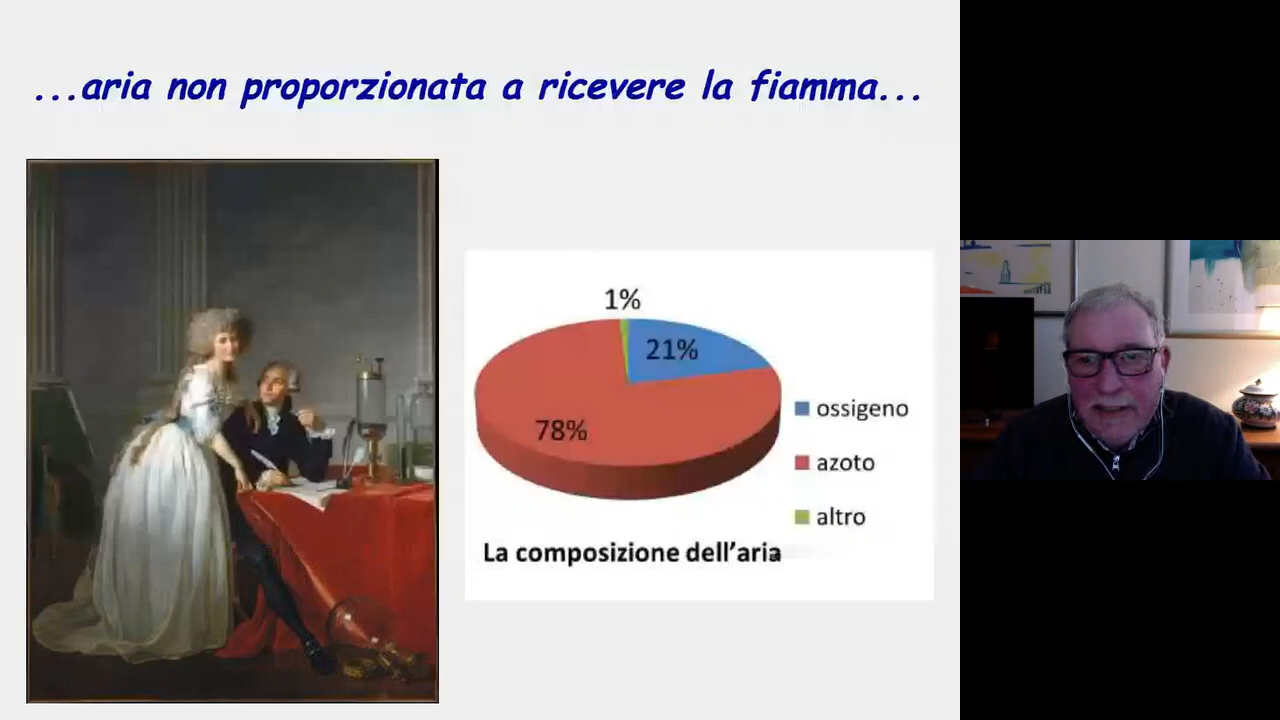 ...aria non proporzionata a ricevere la fiamma...
1%
21%
78%
ossigeno
azoto
altro
La composizione dell’aria